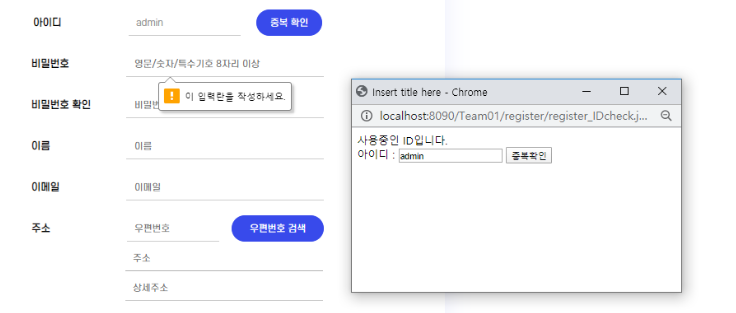 아이디 admin 중복 확인
비밀번호 영문/숫자/특수기호 8자리 이상
! 이 입력란을 작성하세요.
비밀번호 확인 비밀번
이름 이름
이메일 이메일
주소 우편번호 우편번호 검색
주소
상세주소
Insert title here - Chrome
localhost:8090/Team01/register/register_IDcheck.j...
사용중인 ID입니다.
아이디 : admin 중복확인